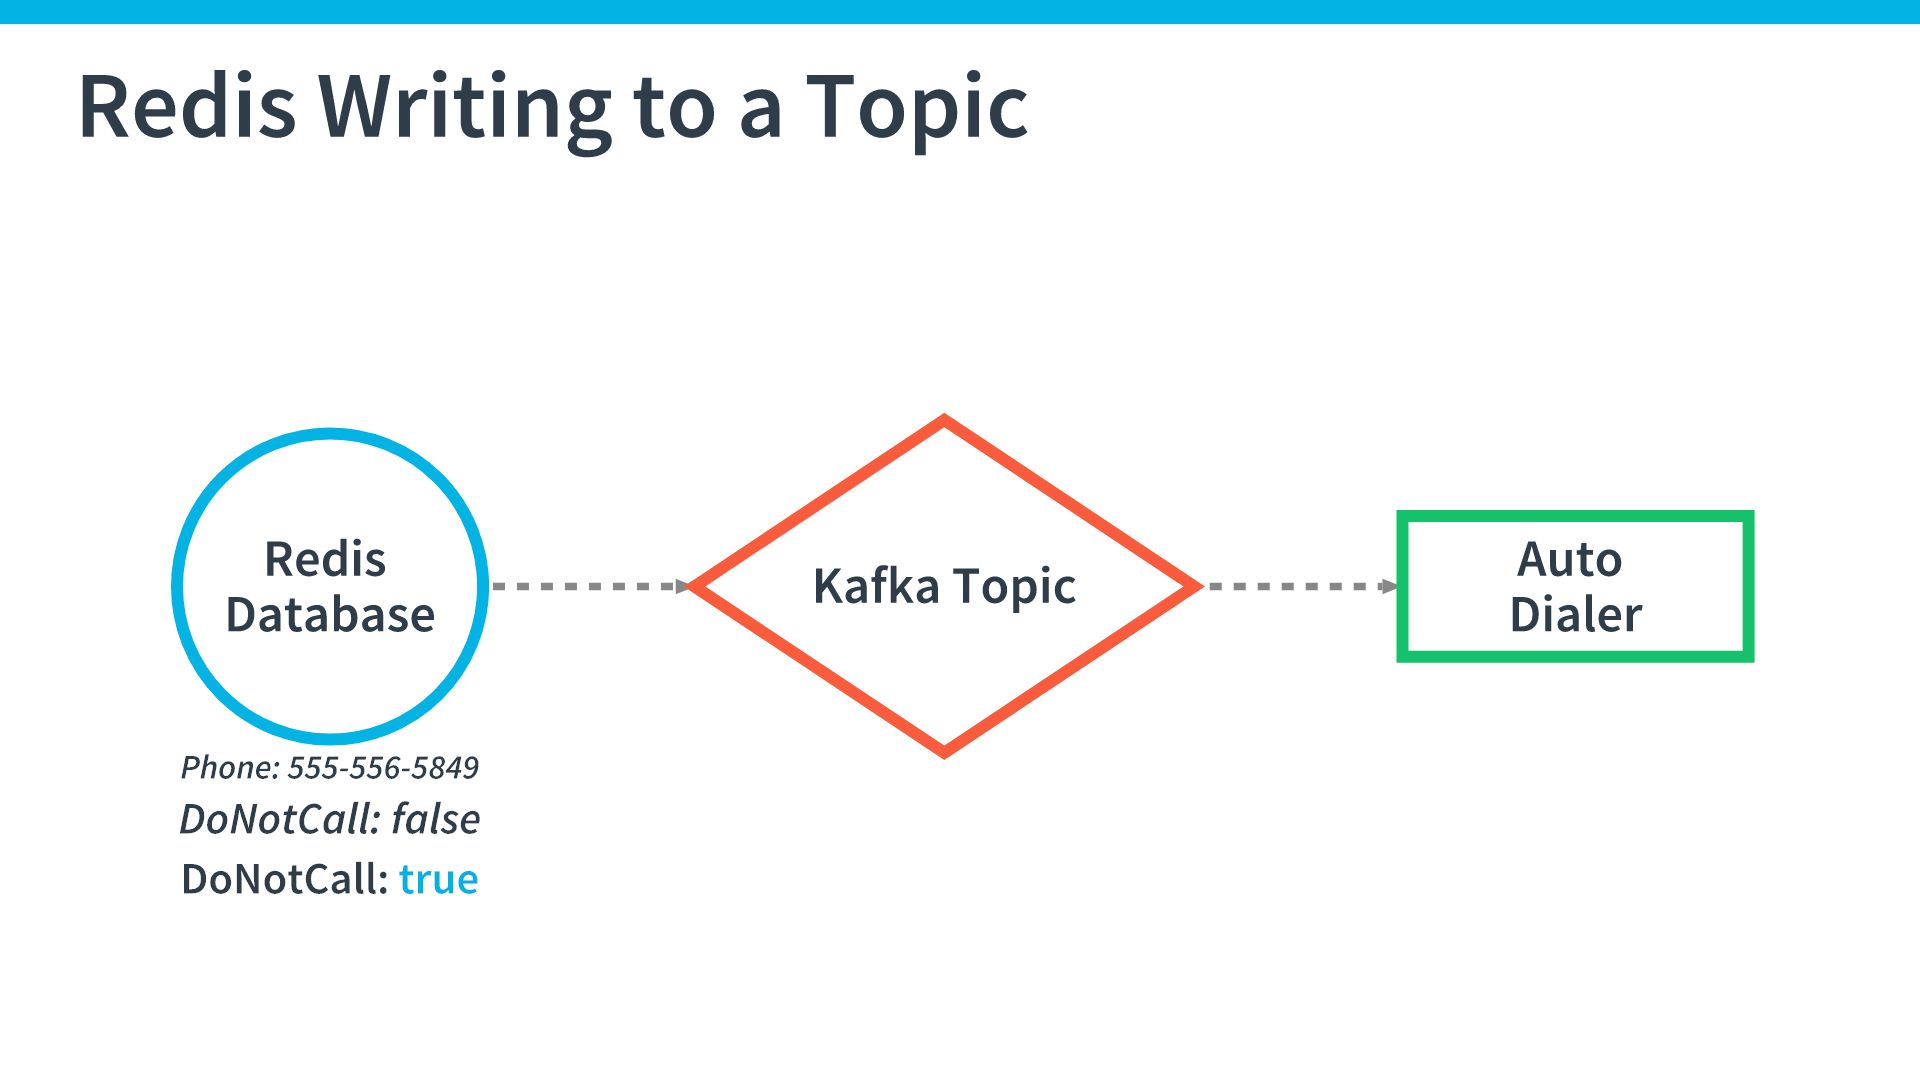 Redis Writing to a Topic
Redis
Database
Kafka Topic
Auto
Dialer
Phone: 555-556-5849
DoNotCall: false
DoNotCall: true